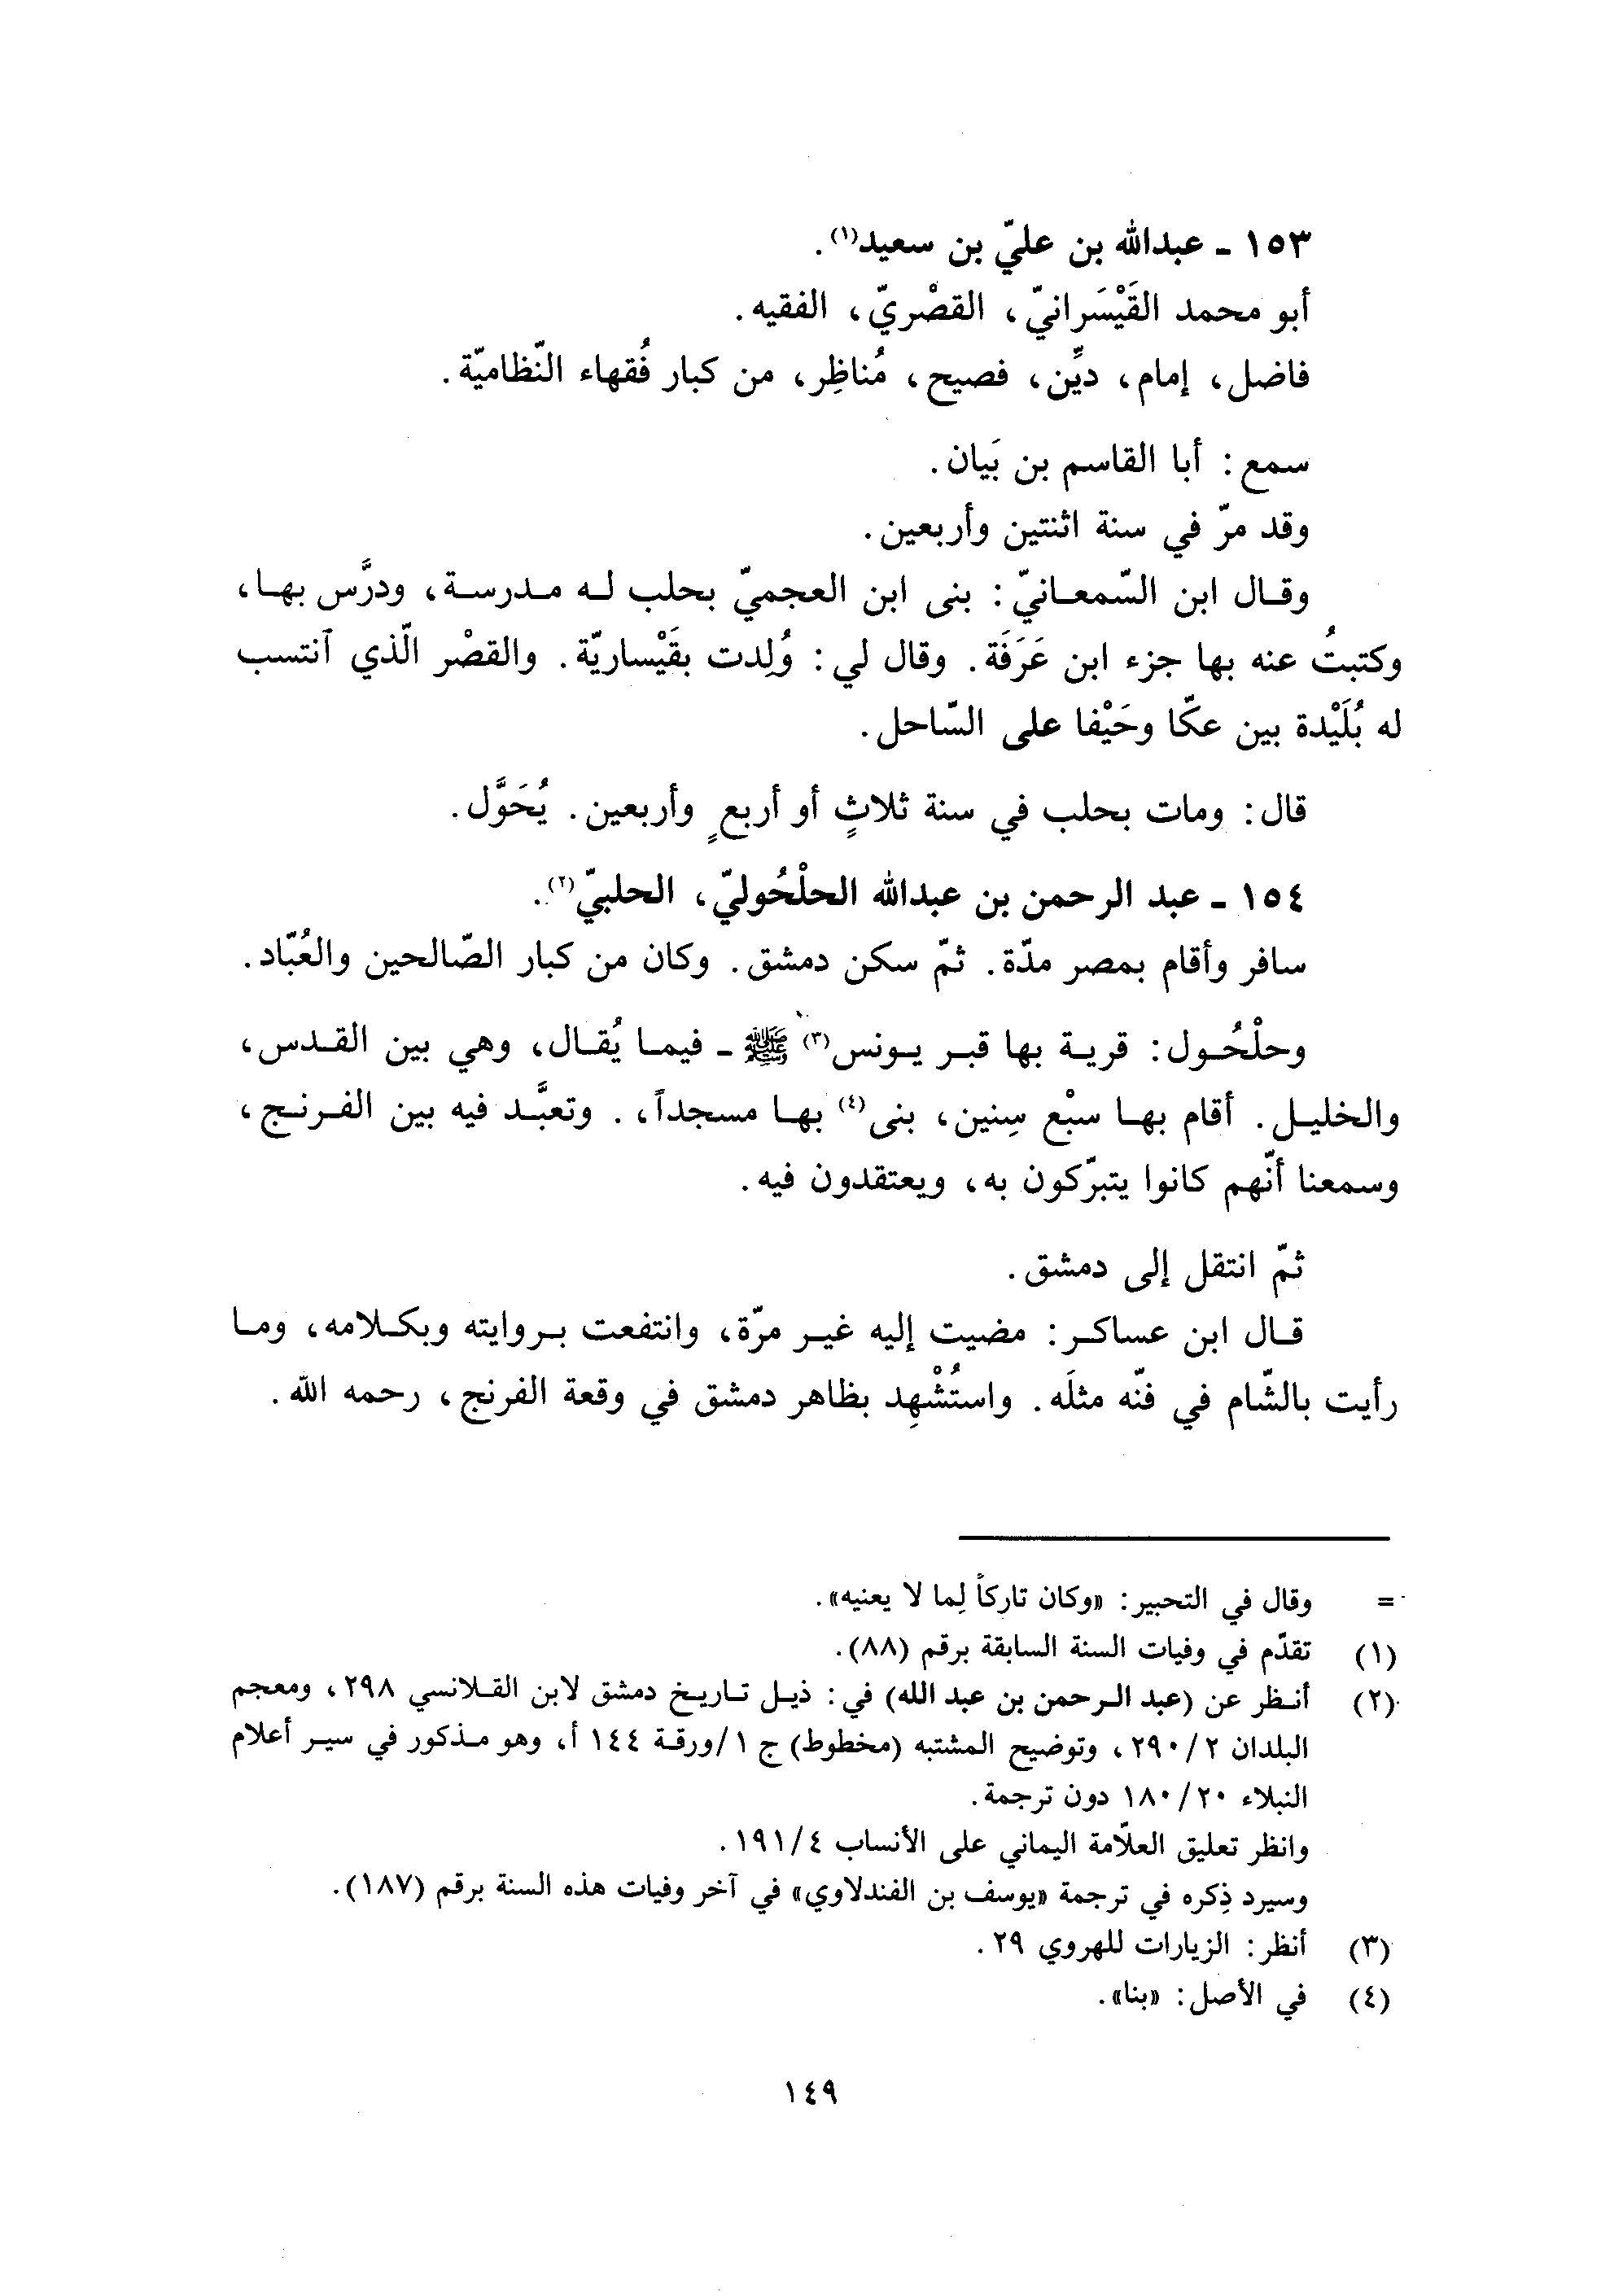 ١٥٣ ـ عبدالله بن عليّ بن سعيد(١).
أبو محمد القَيْسَرانيّ، القصْريّ، الفقيه.
فاضل، إمام، ديِّن، فصيح، مُناظِر، من كبار فُقهاء النّظاميّة.
سمع: أبا القاسم بن بَيان.
وقد مرّ في سنة اثنتين وأربعين.
وقال ابن السّمعانيّ: بنى ابن العجميّ بحلب له مدرسة، ودرَّس بها،
وكتبتُ عنه بها جزء ابن عَرَفَة. وقال لي: وُلِدت بقَيْساريّة. والقصْر الّذي آنتسب
له بُلَيْدة بين عكّا وحَيْفا على السّاحل.
قال: ومات بحلب في سنة ثلاثٍ أو أربعٍ وأربعين. يُحَوَّل.
١٥٤ ـ عبد الرحمن بن عبدالله الحلْحُوليّ، الحلبيّ(٢).
سافر وأقام بمصر مدّة. ثمّ سكن دمشق. وكان من كبار الصّالحين والعُبّاد.
وحلْحُول: قرية بها قبر يونس(٣) ﷺ ـ فيما يُقال، وهي بين القدس،
والخليل. أقام بها سبْع سِنين، بنى(٤) بها مسجداً، . وتعبَّد فيه بين الفرنج،
وسمعنا أنّهم كانوا يتبرّكون به، ويعتقدون فيه.
ثمّ انتقل إلى دمشق.
قال ابن عساكر: مضيت إليه غير مرّة، وانتفعت بروايته وبكلامه، وما
رأيت بالشّام في فنّه مثلَه. واستُشْهِد بظاهر دمشق في وقعة الفرنج، رحمه الله.
= وقال في التحبير: «وكان تاركاً لِما لا يعنيه».
(١) تقدّم في وفيات السنة السابقة برقم (٨٨).
(٢) أنظر عن (عبد الرحمن بن عبد الله) في: ذيل تاريخ دمشق لابن القلانسي ٢٩٨، ومعجم
البلدان ٢/٢٩٠، وتوضيح المشتبه (مخطوط) ج ١/ورقة ١٤٤ أ، وهو مذكور في سير أعلام
النبلاء ٢٠/١٨٠ دون ترجمة.
وانظر تعليق العلّامة اليماني على الأنساب ٤/١٩١.
وسيرد ذِكره في ترجمة «يوسف بن الفندلاوي» في آخر وفيات هذه السنة برقم (١٨٧).
(٣) أنظر: الزيارات للهروي ٢٩.
(٤) في الأصل: «بنا».
١٤٩